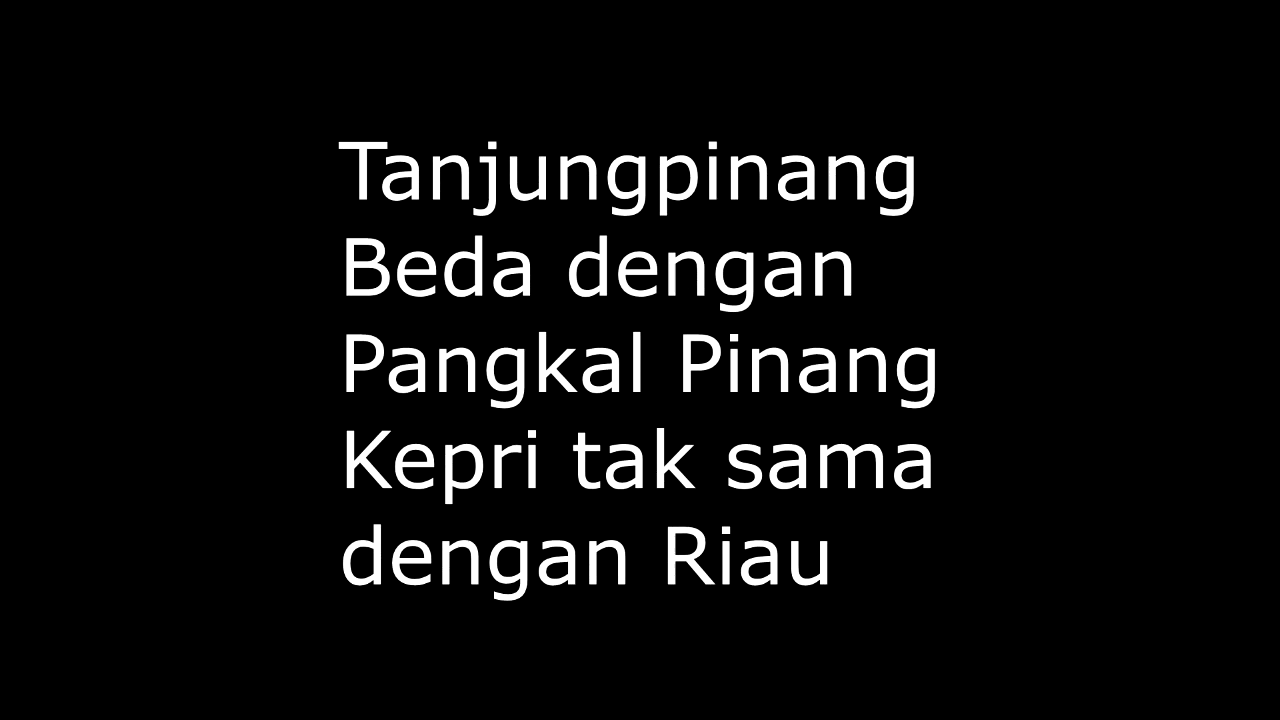 Tanjungpinang
Beda dengan
Pangkal Pinang
Kepri tak sama
dengan Riau